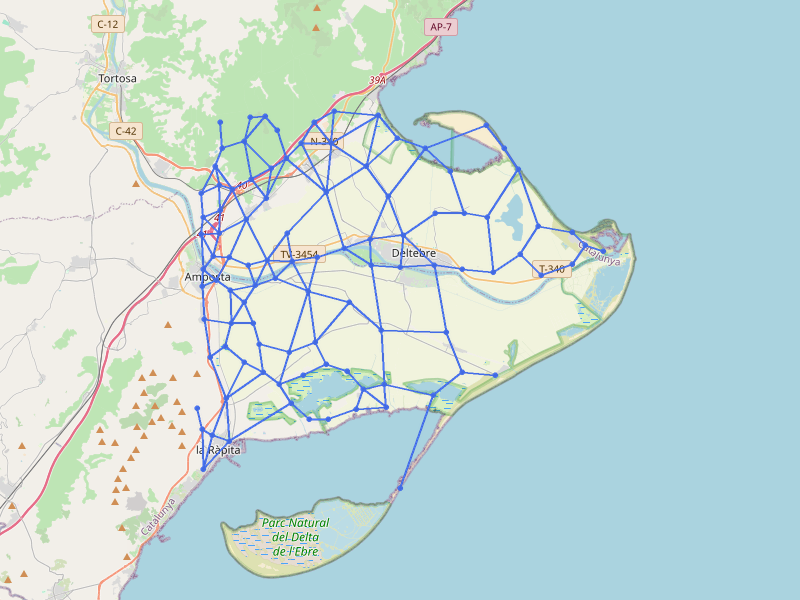 C-12
AP-7
Tortosa
39A
C-42
N-340
40
41
Deltebre
TV-3454
Catalunya
T-340
Amposta
la Ràpita
Catalunya
Parc Natural
del Delta
de l'Ebre